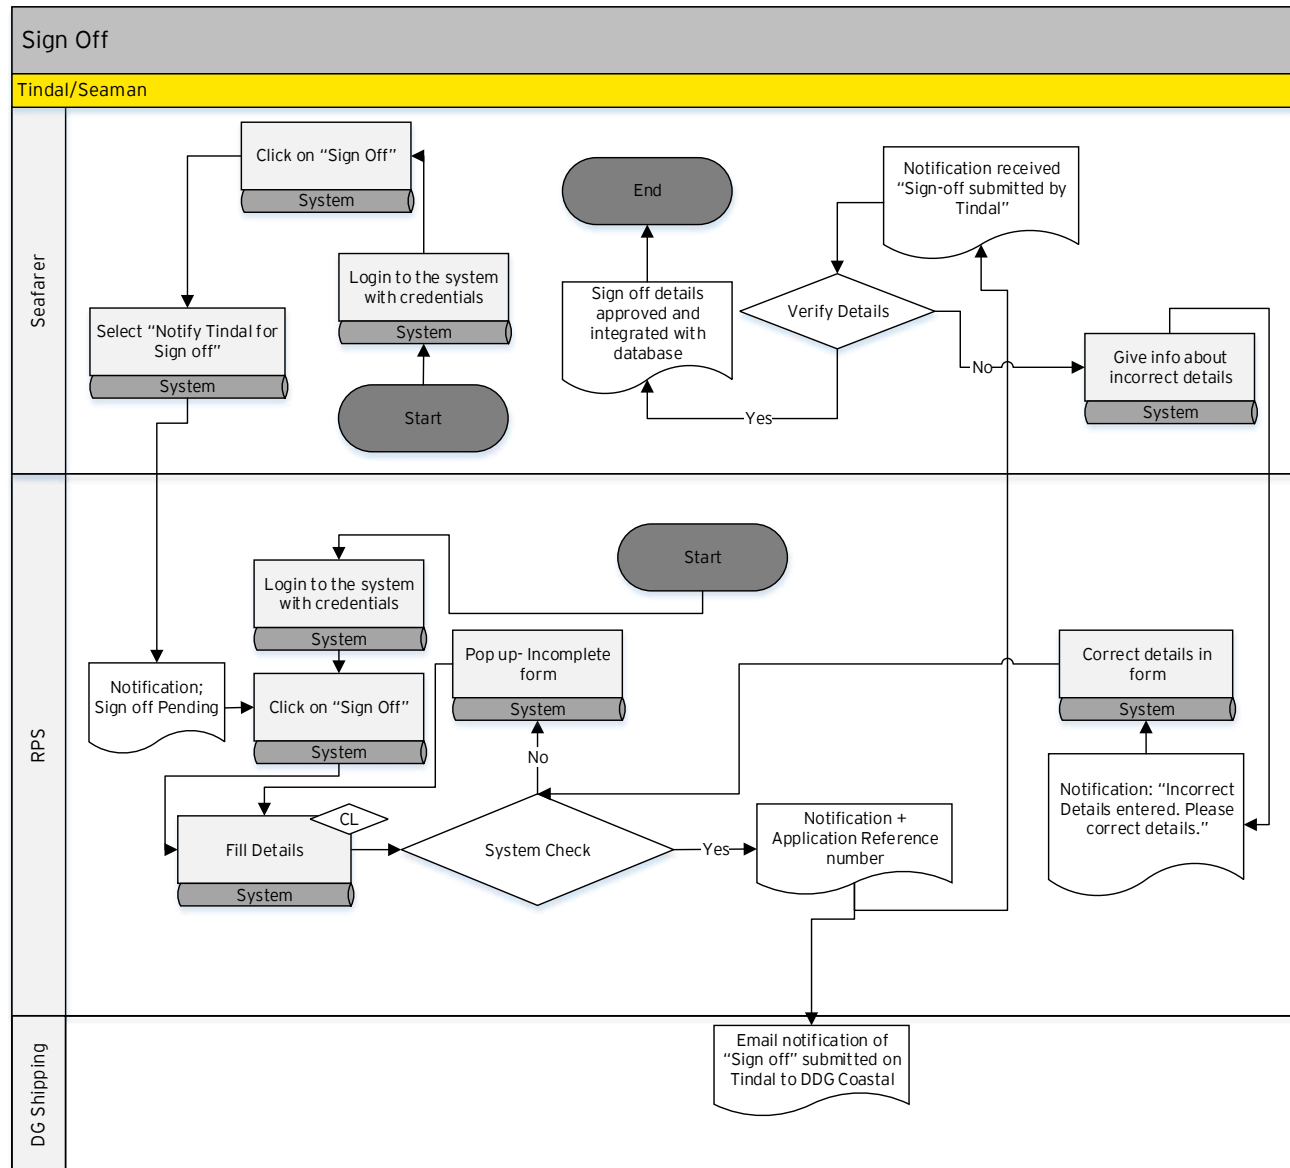 Sign Off
Tindal/Seaman
Seafarer
Click on “Sign Off”
System
Login to the system
with credentials
System
Start
Select “Notify Tindal for
Sign off”
System
End
Sign off details
approved and
integrated with
database
Notification received
“Sign-off submitted by
Tindal”
Verify Details
Yes
No
Give info about
incorrect details
System
RPS
Start
Login to the system
with credentials
System
Notification;
Sign off Pending
Click on “Sign Off”
System
Pop up- Incomplete
form
System
No
CL
Fill Details
System
System Check
Yes
Notification +
Application Reference
number
Correct details in
form
System
Notification: “Incorrect
Details entered. Please
correct details.”
DG Shipping
Email notification of
“Sign off” submitted on
Tindal to DDG Coastal